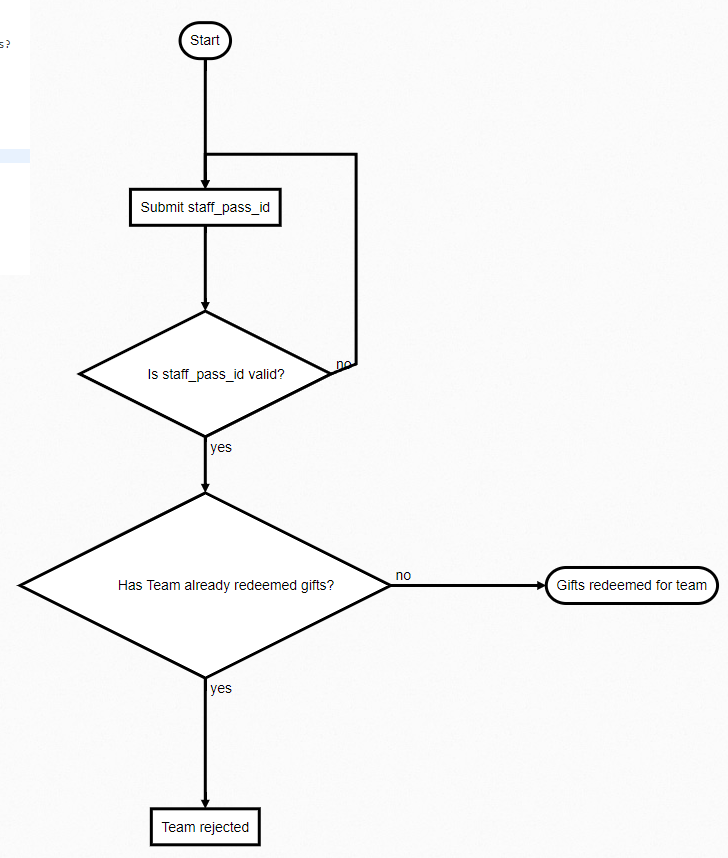 Start
s?
Submit staff_pass_id
no
Is staff_pass_id valid?
yes
no
Has Team already redeemed gifts?
Gifts redeemed for team
yes
Team rejected